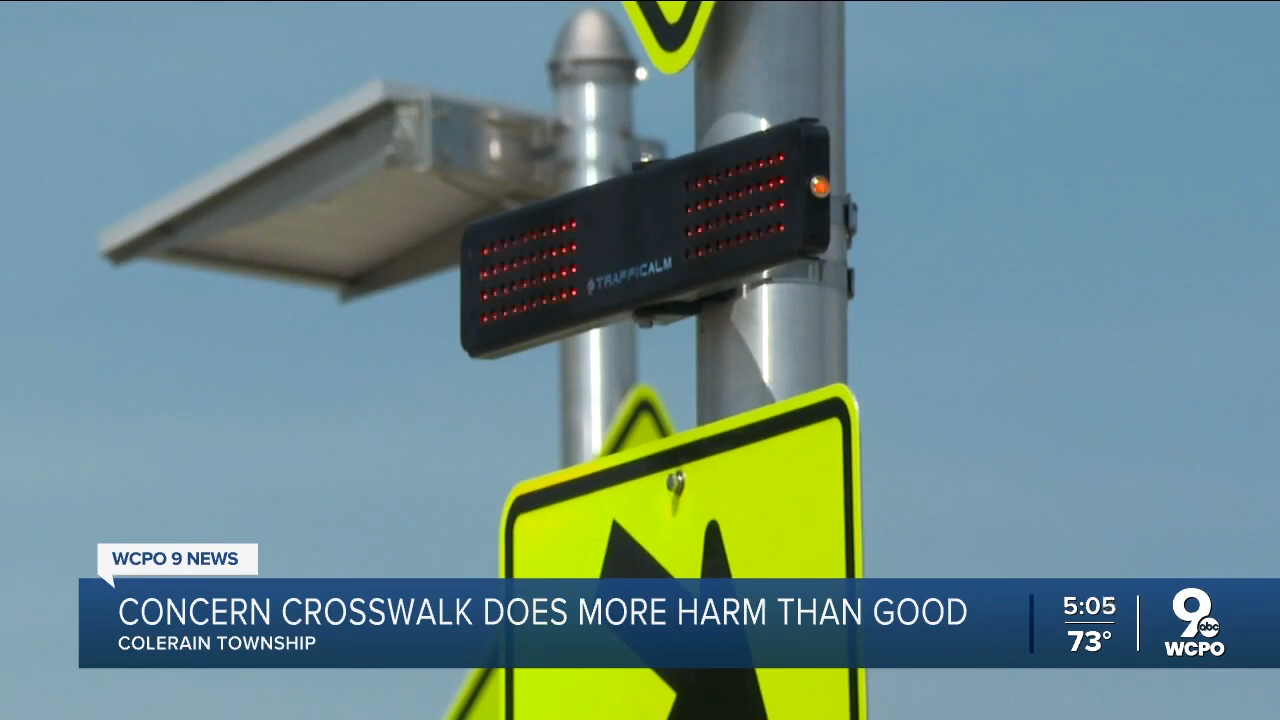 TRAFFICALM
WCPO 9 NEWS
CONCERN CROSSWALK DOES MORE HARM THAN GOOD
COLERAIN TOWNSHIP
5:05
73°
9
abc
WCPO